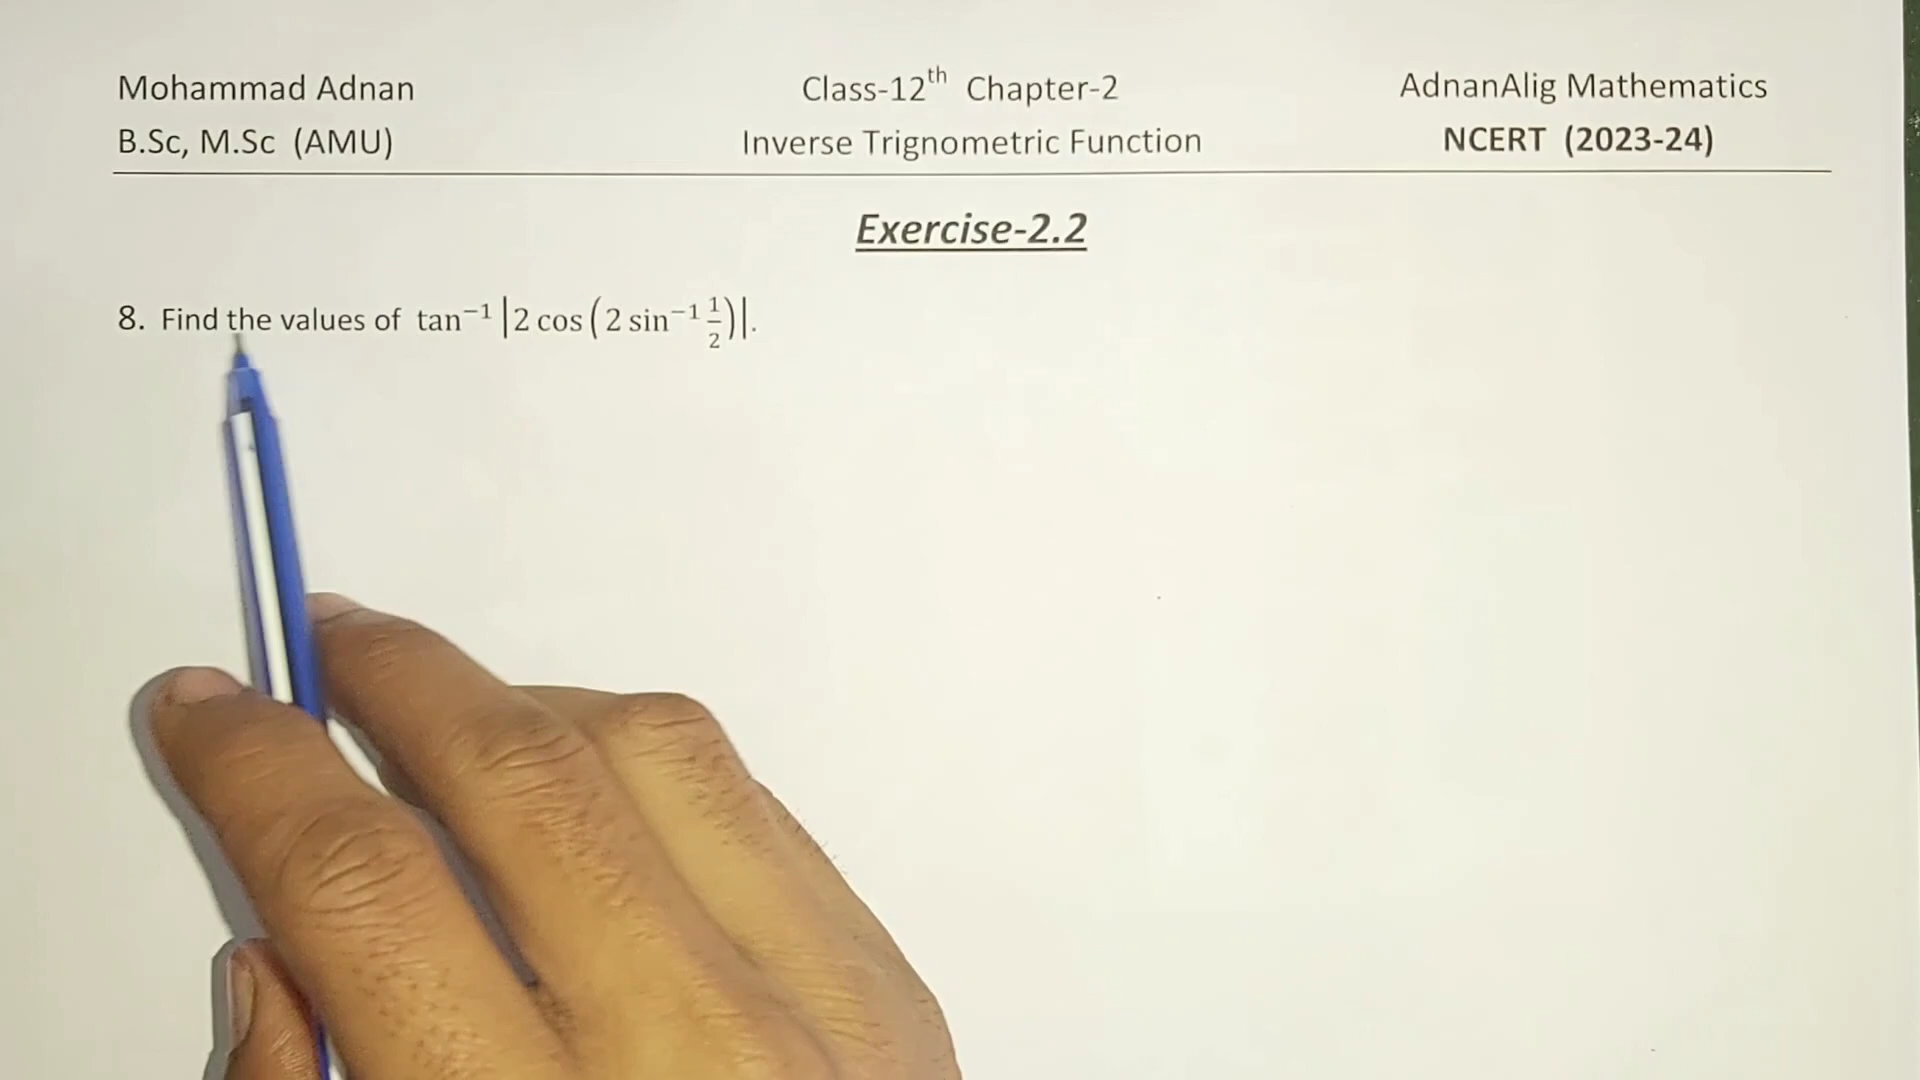 Mohammad Adnan
B.Sc, M.Sc (AMU)
Class-12th Chapter-2
Inverse Trignometric Function
AdnanAlig Mathematics
NCERT (2023-24)
Exercise-2.2
8. Find the values of tan⁻¹ |2 cos(2 sin⁻¹ 1/2)|.